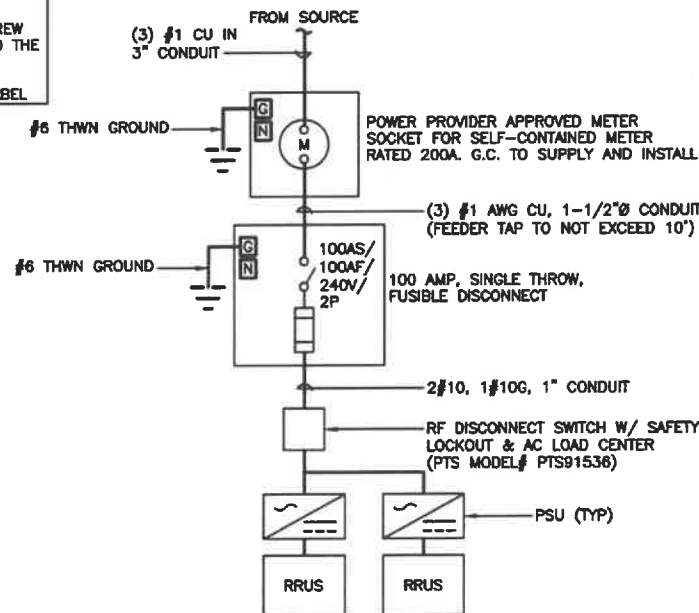 REW
O THE
BEL
FROM SOURCE
(3) #1 CU IN
3" CONDUIT
#6 THWN GROUND
G
N
M
POWER PROVIDER APPROVED METER
SOCKET FOR SELF-CONTAINED METER
RATED 200A. G.C. TO SUPPLY AND INSTALL
(3) #1 AWG CU, 1-1/2"Ø CONDUIT
(FEEDER TAP TO NOT EXCEED 10')
#6 THWN GROUND
G
N
100AS/
100AF/
240V/
2P
100 AMP, SINGLE THROW,
FUSIBLE DISCONNECT
2#10, 1#10G, 1" CONDUIT
RF DISCONNECT SWITCH W/ SAFETY
LOCKOUT & AC LOAD CENTER
(PTS MODEL# PTS91536)
PSU (TYP)
RRUS
RRUS